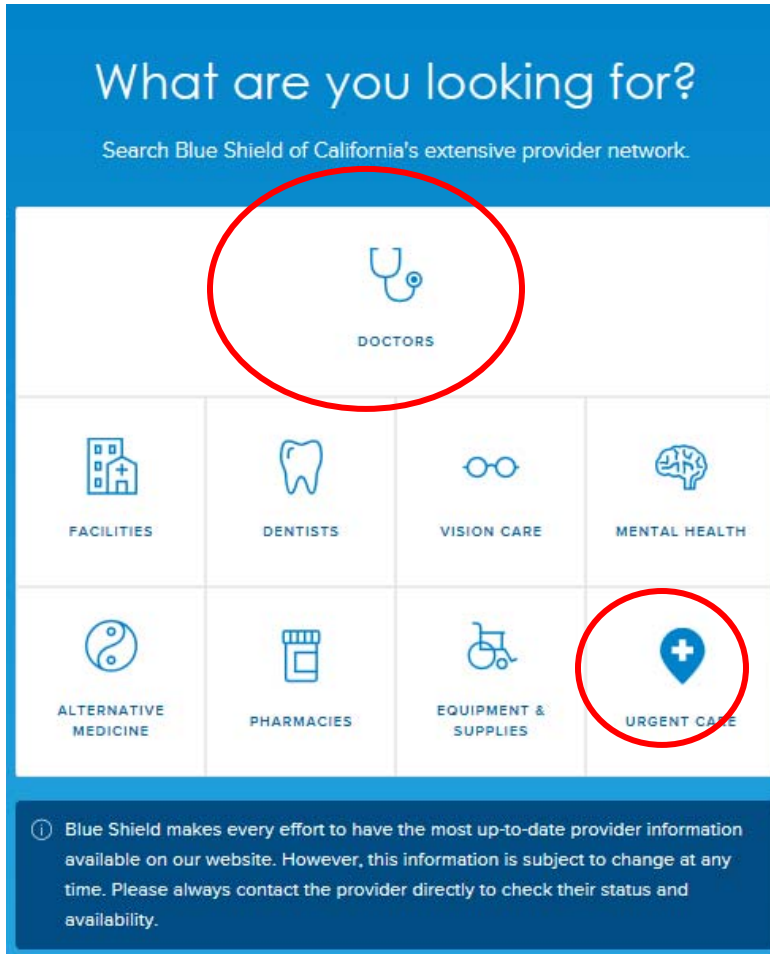 What are you looking for?
Search Blue Shield of California's extensive provider network.
DOCTORS
FACILITIES
DENTISTS
VISION CARE
MENTAL HEALTH
ALTERNATIVE
MEDICINE
PHARMACIES
EQUIPMENT &
SUPPLIES
URGENT CARE
Blue Shield makes every effort to have the most up-to-date provider information
available on our website. However, this information is subject to change at any
time. Please always contact the provider directly to check their status and
availability.